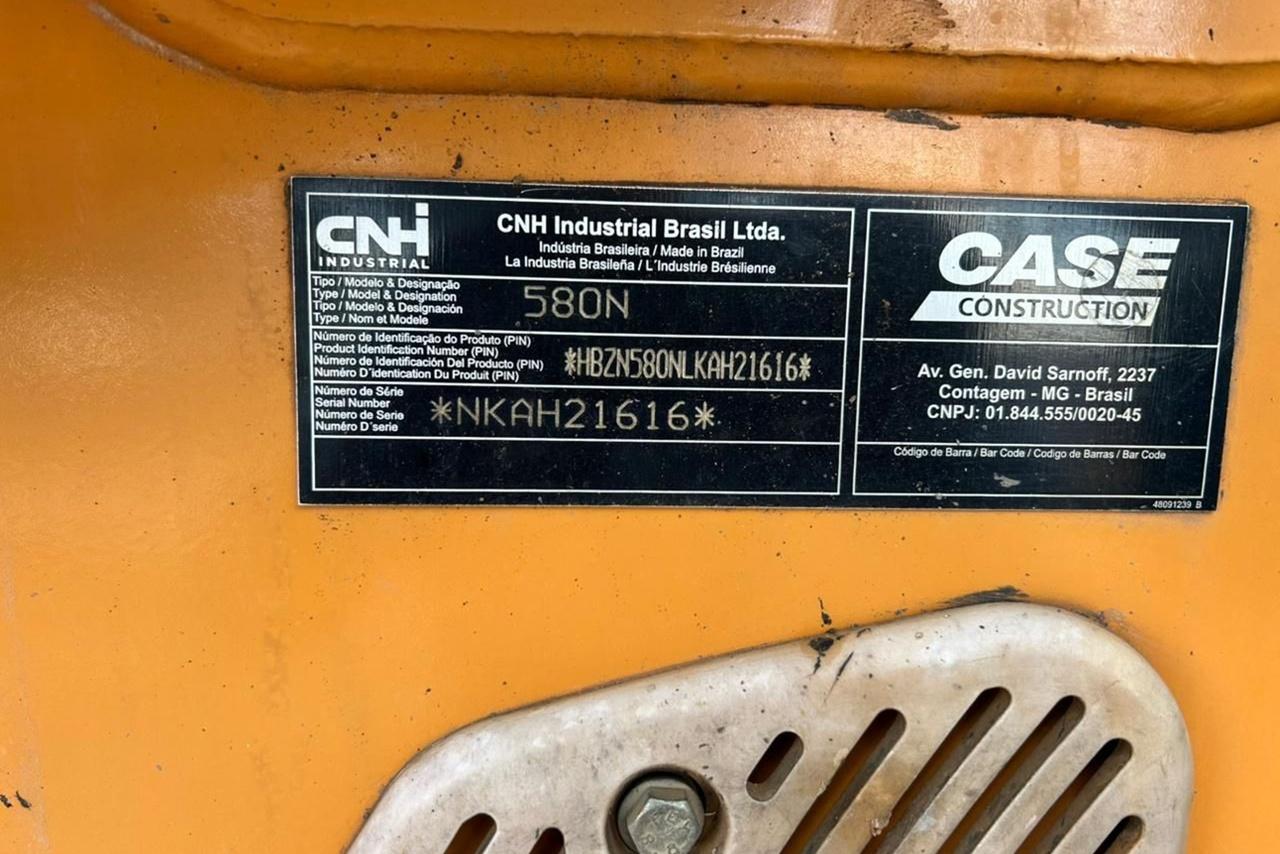 CNH
INDUSTRIAL
CNH Industrial Brasil Ltda.
Indústria Brasileira / Made in Brazil
La Industria Brasileña / L´Industrie Brésilienne
Tipo / Modelo & Designação
Type / Model & Designation
Tipo / Modelo & Designación
Type / Nom et Modele
580N
Número de Identificação do Produto (PIN)
Product Identification Number (PIN)
Número de Identificación Del Producto (PIN)
Numéro D´identication Du Produit (PIN)
*HBZN580NLKAH21616*
Número de Série
Serial Number
Número de Serie
Numéro D´serie
*NKAH21616*
CASE
CONSTRUCTION
Av. Gen. David Sarnoff, 2237
Contagem - MG - Brasil
CNPJ: 01.844.555/0020-45
Código de Barra / Bar Code / Codigo de Barras / Bar Code
48091239 B